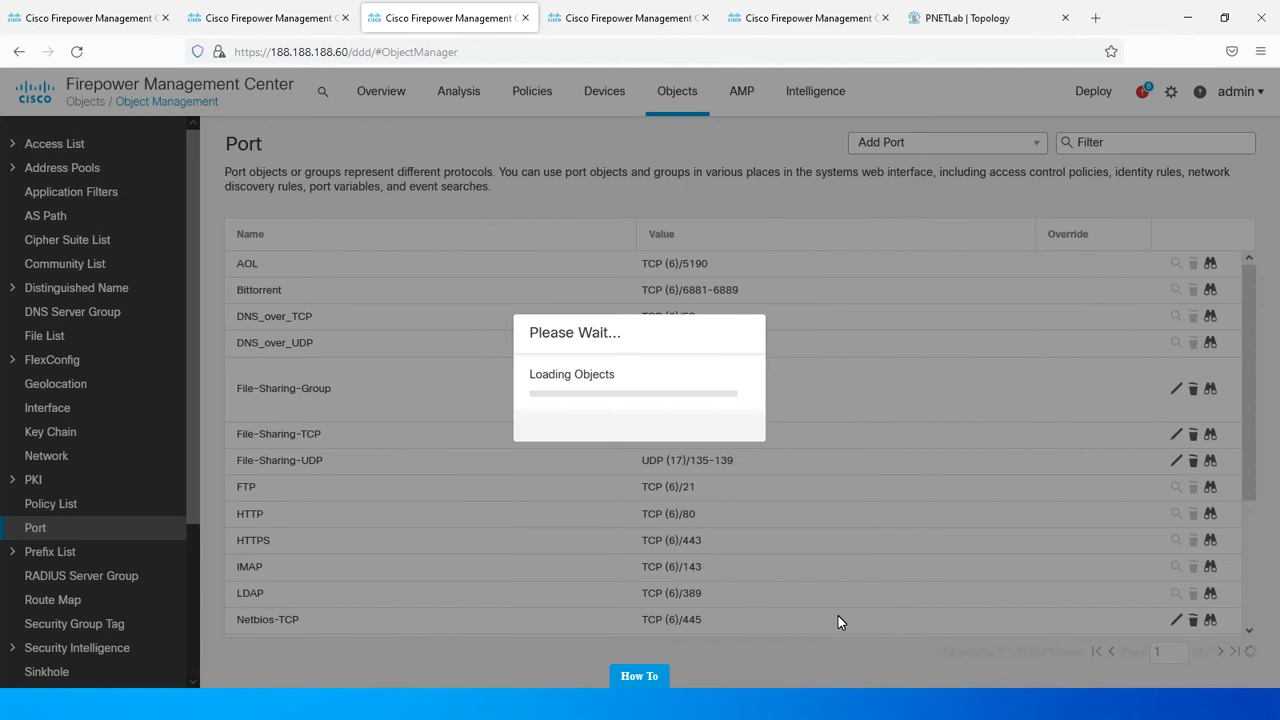 Cisco Firepower Management C
Cisco Firepower Management C
Cisco Firepower Management C
Cisco Firepower Management C
Cisco Firepower Management C
PNETLab | Topology
https://188.188.188.60/ddd/#ObjectManager
cisco
Firepower Management Center
Objects / Object Management
Overview
Analysis
Policies
Devices
Objects
AMP
Intelligence
Deploy
6
admin
Access List
Address Pools
Application Filters
AS Path
Cipher Suite List
Community List
Distinguished Name
DNS Server Group
File List
FlexConfig
Geolocation
Interface
Key Chain
Network
PKI
Policy List
Port
Prefix List
RADIUS Server Group
Route Map
Security Group Tag
Security Intelligence
Sinkhole
Port
Add Port
Filter
Port objects or groups represent different protocols. You can use port objects and groups in various places in the systems web interface, including access control policies, identity rules, network
discovery rules, port variables, and event searches.
Name Value Override
AOL TCP (6)/5190
Bittorrent TCP (6)/6881-6889
DNS_over_TCP
DNS_over_UDP
File-Sharing-Group
File-Sharing-TCP
File-Sharing-UDP UDP (17)/135-139
FTP TCP (6)/21
HTTP TCP (6)/80
HTTPS TCP (6)/443
IMAP TCP (6)/143
LDAP TCP (6)/389
Netbios-TCP TCP (6)/445
Please Wait...
Loading Objects
Page 1
How To